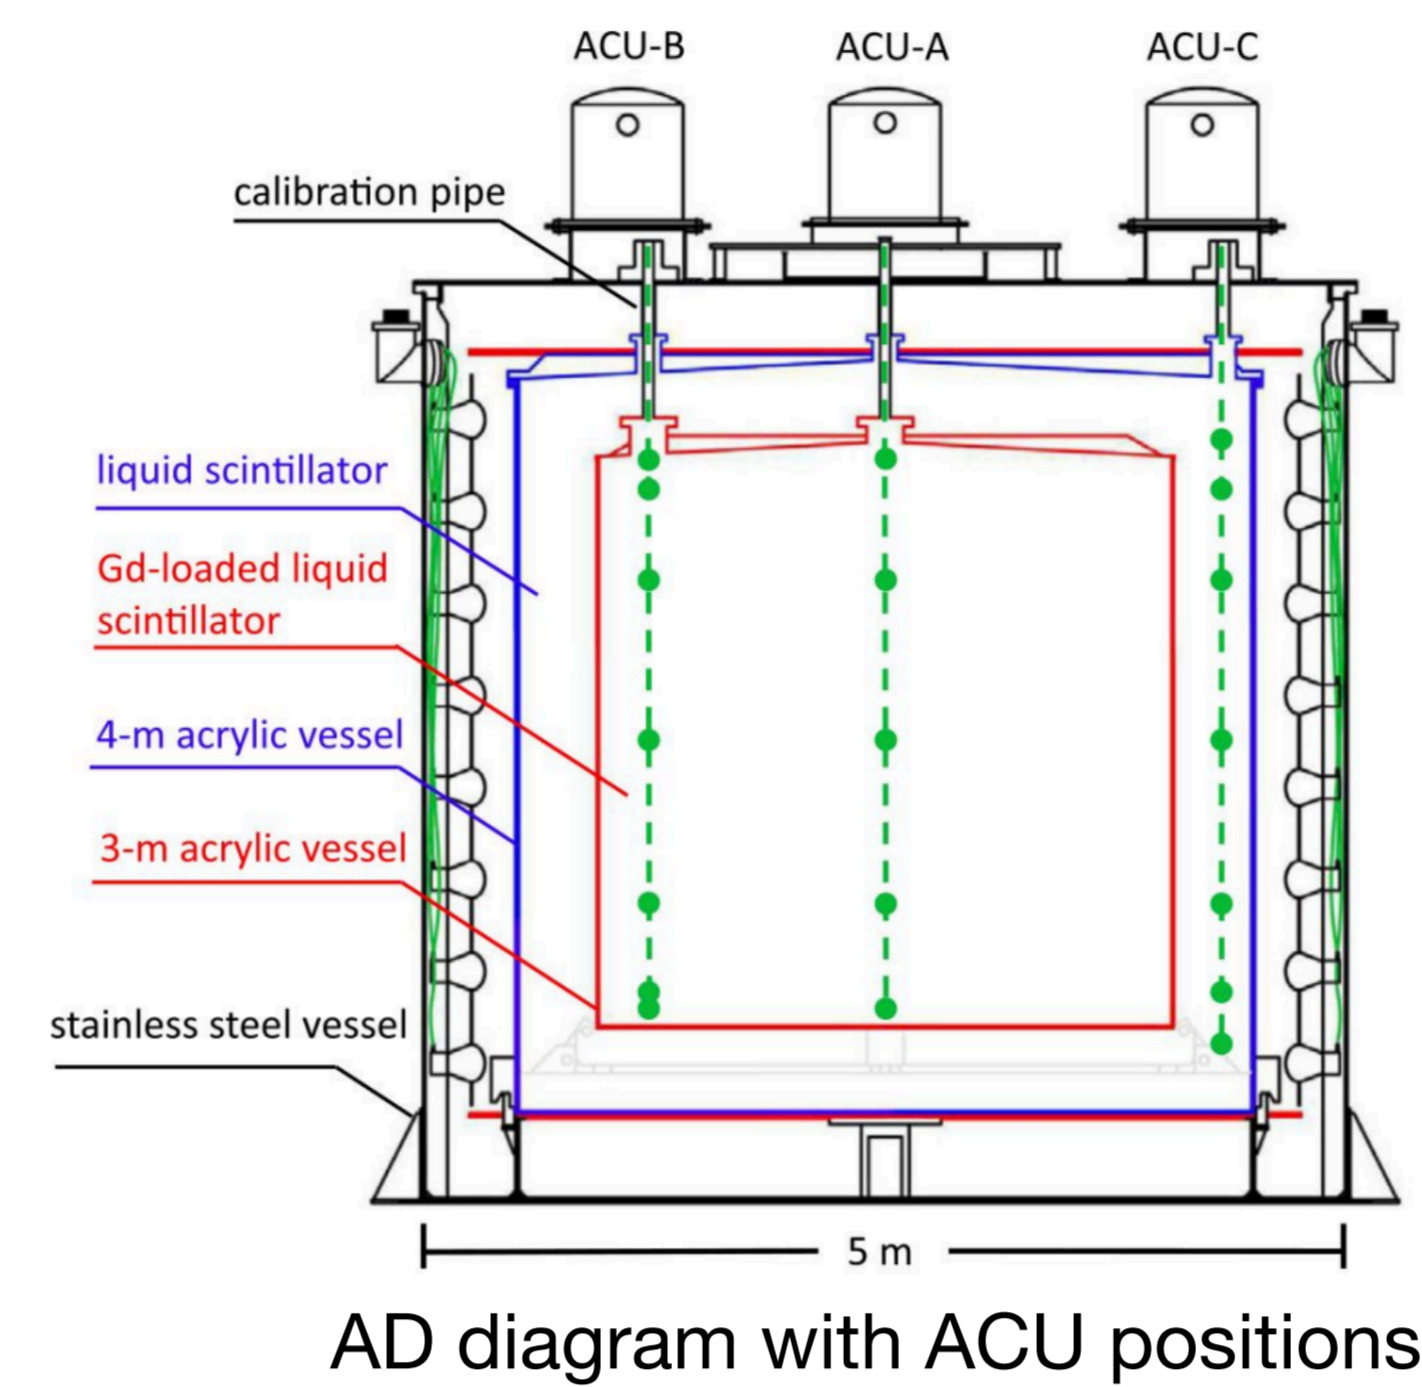 ACU-B ACU-A ACU-C
calibration pipe
liquid scintillator
Gd-loaded liquid
scintillator
4-m acrylic vessel
3-m acrylic vessel
stainless steel vessel
5 m
AD diagram with ACU positions